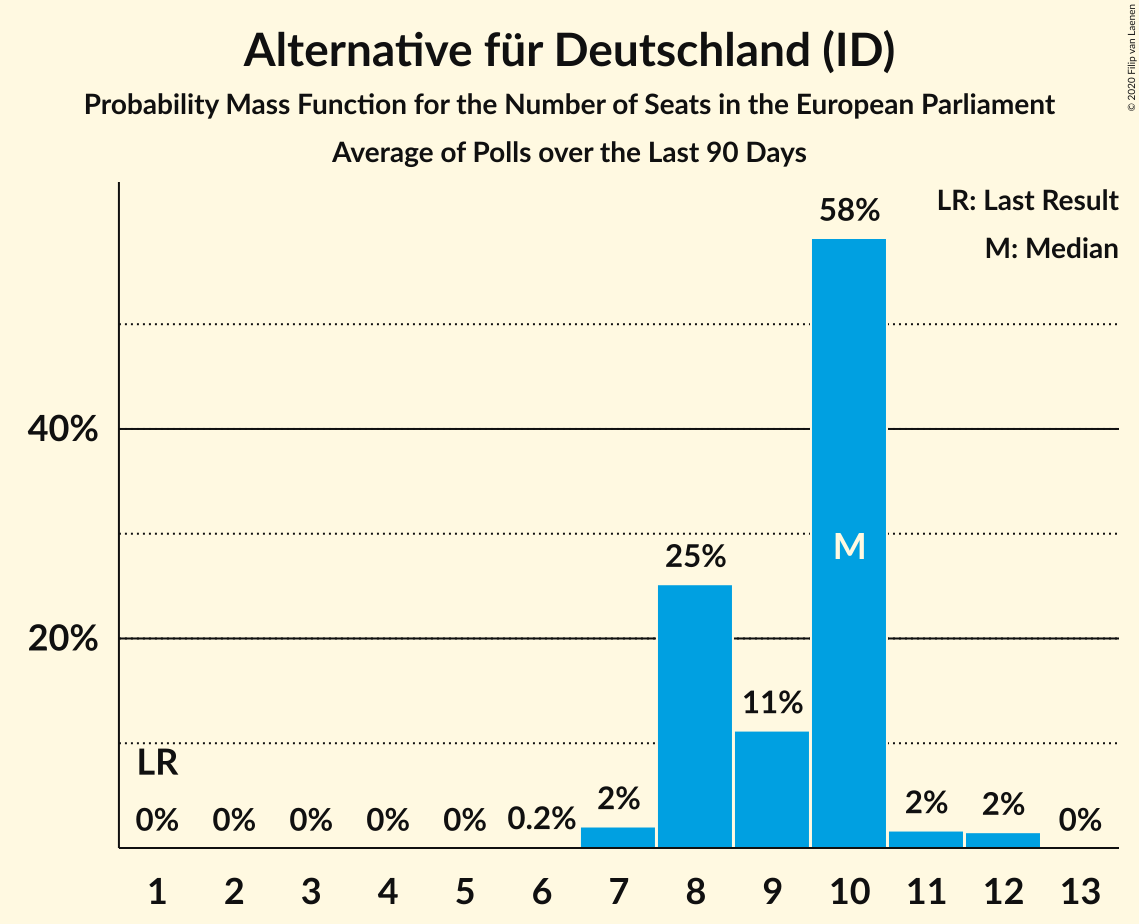 Alternative für Deutschland (ID)
Probability Mass Function for the Number of Seats in the European Parliament
Average of Polls over the Last 90 Days
© 2020 Filip van Laenen
LR: Last Result
M: Median
58%
40%
M
25%
20%
11%
LR
0% 0% 0% 0% 0% 0.2% 2% 2% 2% 0%
1 2 3 4 5 6 7 8 9 10 11 12 13